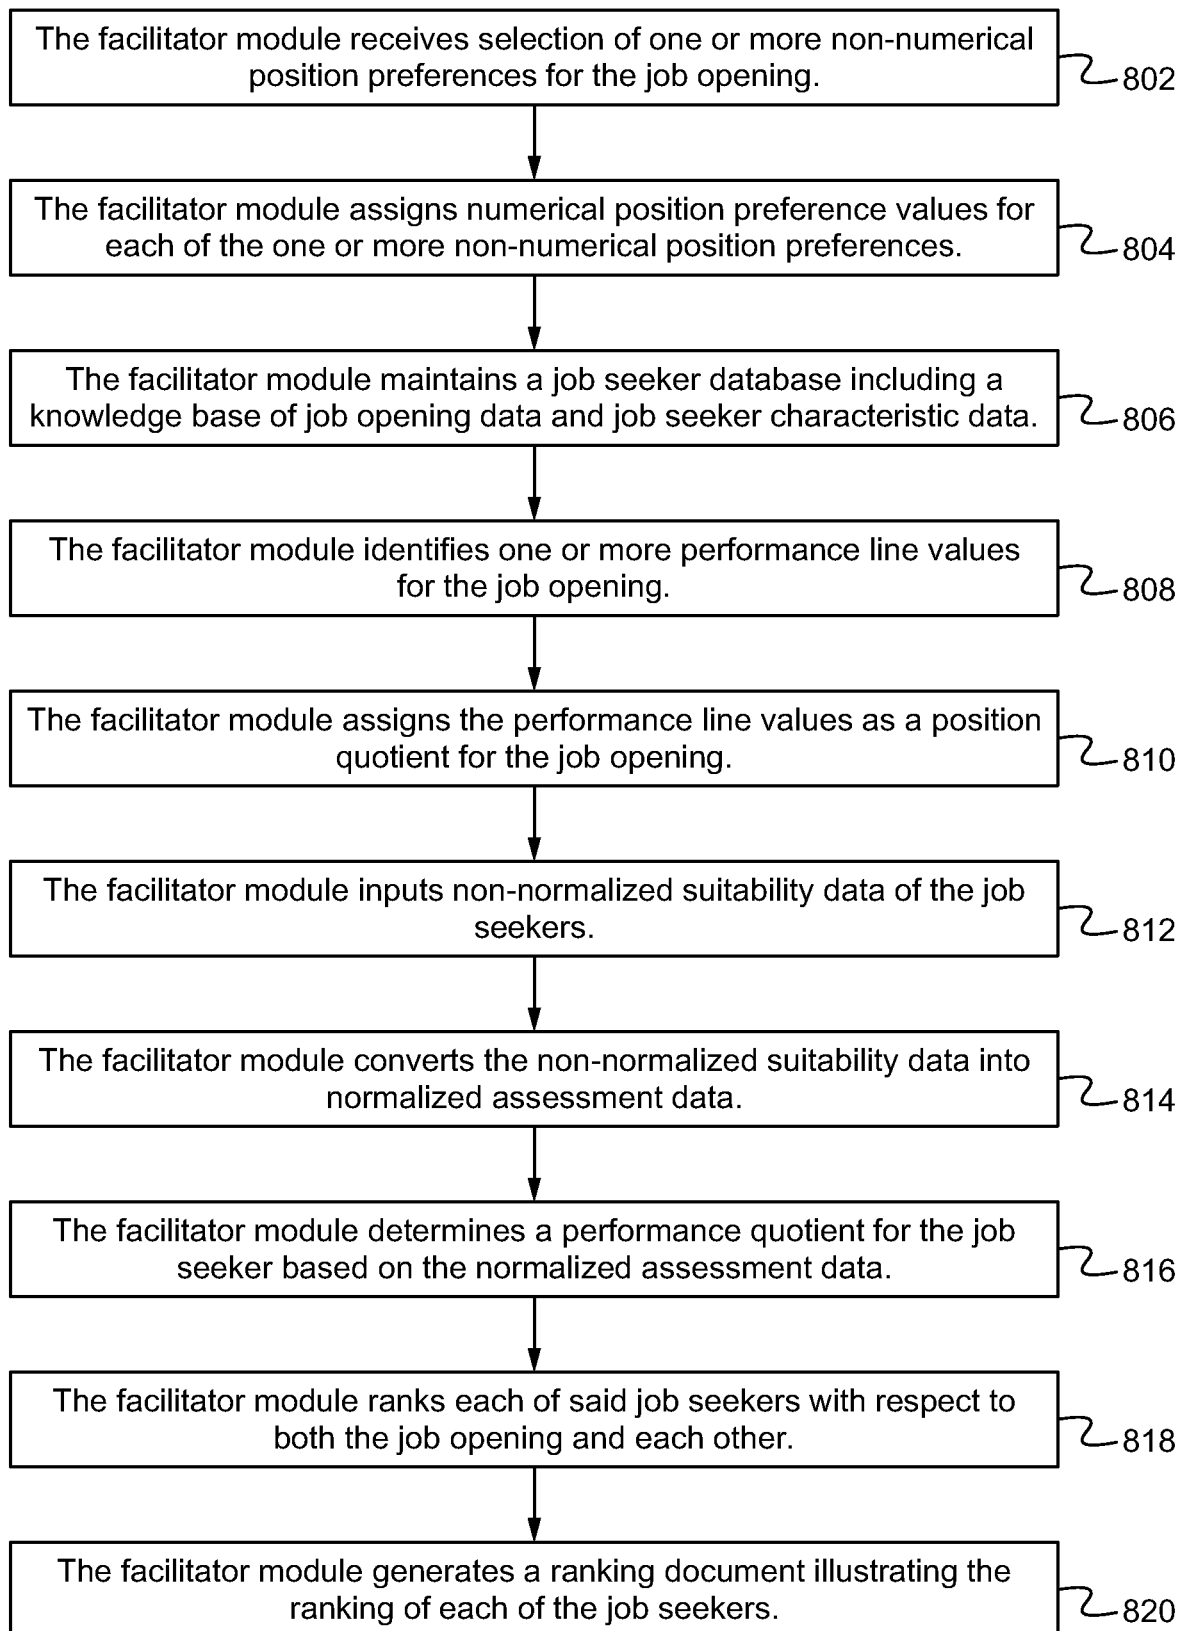 The facilitator module receives selection of one or more non-numerical
position preferences for the job opening.
802
The facilitator module assigns numerical position preference values for
each of the one or more non-numerical position preferences.
804
The facilitator module maintains a job seeker database including a
knowledge base of job opening data and job seeker characteristic data.
806
The facilitator module identifies one or more performance line values
for the job opening.
808
The facilitator module assigns the performance line values as a position
quotient for the job opening.
810
The facilitator module inputs non-normalized suitability data of the job
seekers.
812
The facilitator module converts the non-normalized suitability data into
normalized assessment data.
814
The facilitator module determines a performance quotient for the job
seeker based on the normalized assessment data.
816
The facilitator module ranks each of said job seekers with respect to
both the job opening and each other.
818
The facilitator module generates a ranking document illustrating the
ranking of each of the job seekers.
820